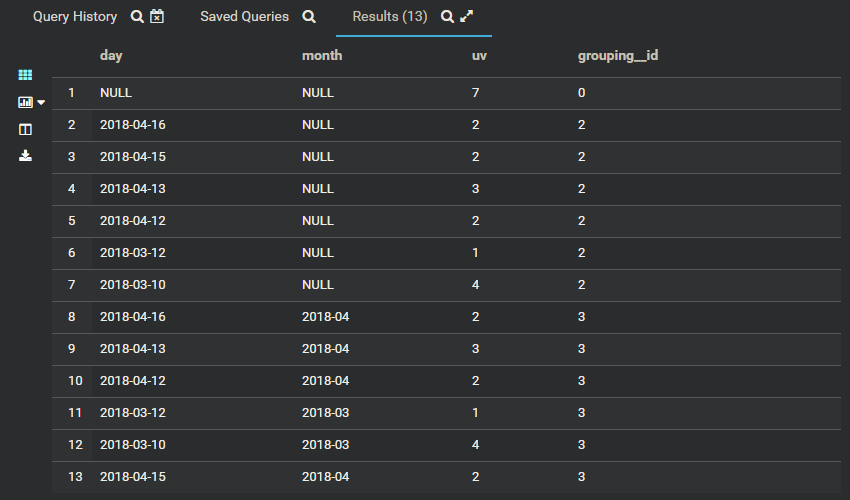 Query History Saved Queries Results (13)
day month uv grouping__id
1 NULL NULL 7 0
2 2018-04-16 NULL 2 2
3 2018-04-15 NULL 2 2
4 2018-04-13 NULL 3 2
5 2018-04-12 NULL 2 2
6 2018-03-12 NULL 1 2
7 2018-03-10 NULL 4 2
8 2018-04-16 2018-04 2 3
9 2018-04-13 2018-04 3 3
10 2018-04-12 2018-04 2 3
11 2018-03-12 2018-03 1 3
12 2018-03-10 2018-03 4 3
13 2018-04-15 2018-04 2 3